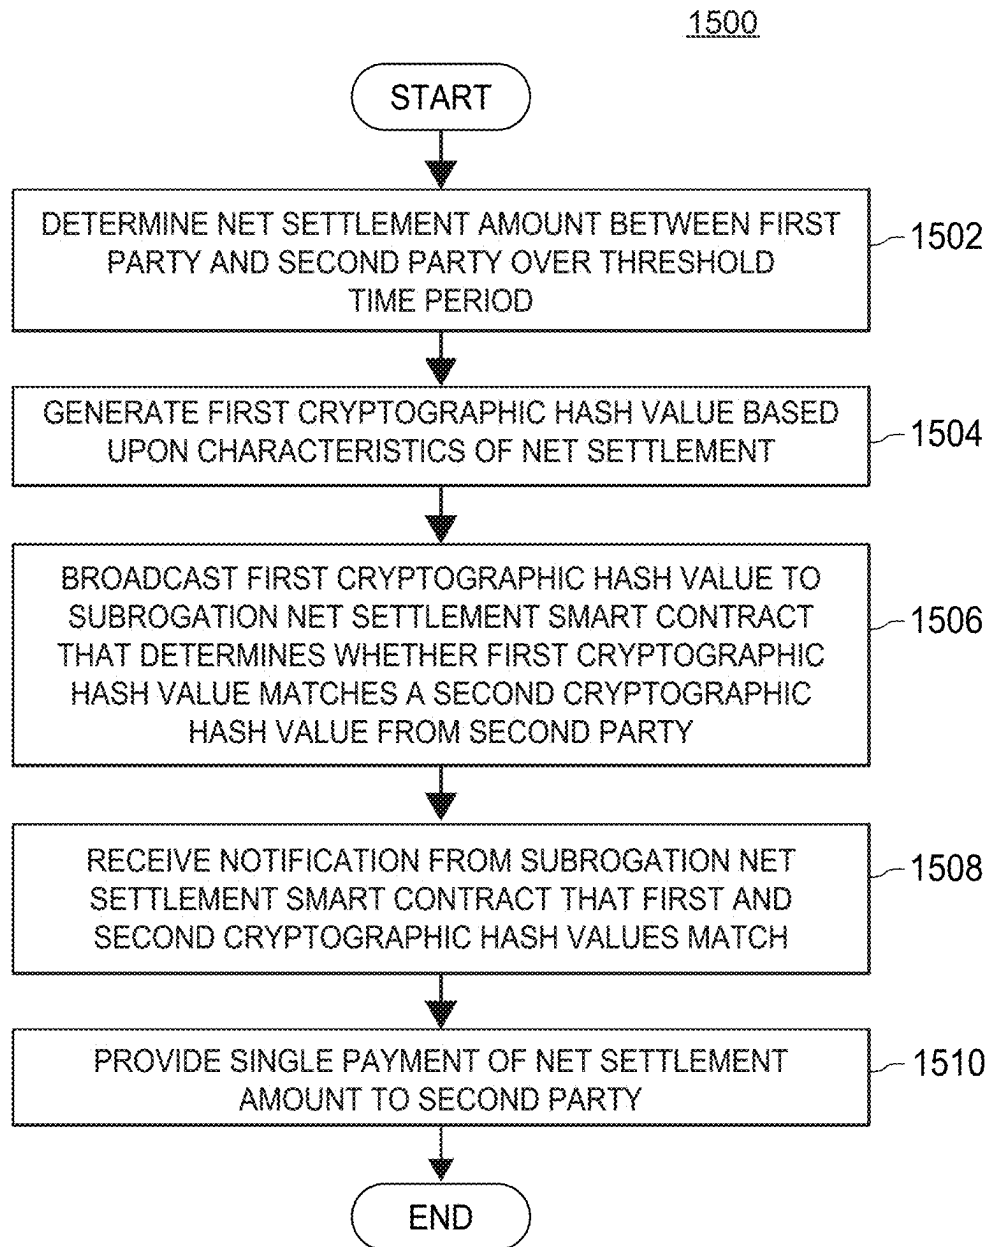 1500
START
DETERMINE NET SETTLEMENT AMOUNT BETWEEN FIRST
PARTY AND SECOND PARTY OVER THRESHOLD
TIME PERIOD
1502
GENERATE FIRST CRYPTOGRAPHIC HASH VALUE BASED
UPON CHARACTERISTICS OF NET SETTLEMENT
1504
BROADCAST FIRST CRYPTOGRAPHIC HASH VALUE TO
SUBROGATION NET SETTLEMENT SMART CONTRACT
THAT DETERMINES WHETHER FIRST CRYPTOGRAPHIC
HASH VALUE MATCHES A SECOND CRYPTOGRAPHIC
HASH VALUE FROM SECOND PARTY
1506
RECEIVE NOTIFICATION FROM SUBROGATION NET
SETTLEMENT SMART CONTRACT THAT FIRST AND
SECOND CRYPTOGRAPHIC HASH VALUES MATCH
1508
PROVIDE SINGLE PAYMENT OF NET SETTLEMENT
AMOUNT TO SECOND PARTY
1510
END